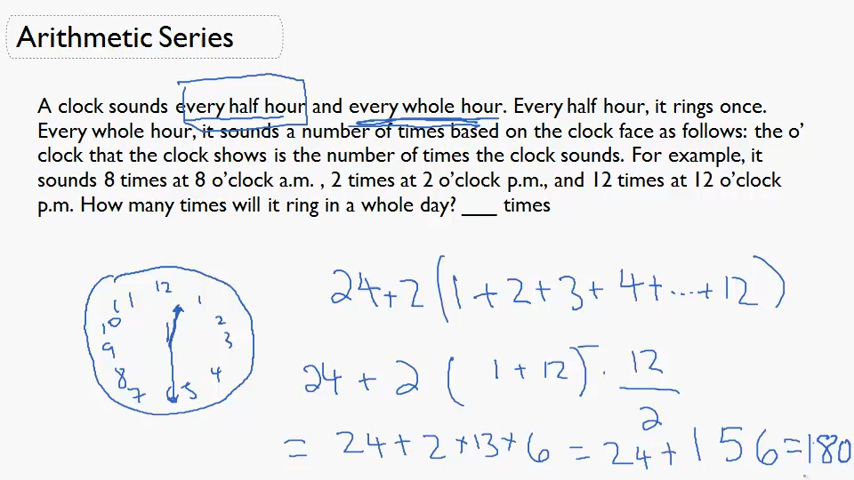 Arithmetic Series
A clock sounds every half hour and every whole hour. Every half hour, it rings once.
Every whole hour, it sounds a number of times based on the clock face as follows: the o'
clock that the clock shows is the number of times the clock sounds. For example, it
sounds 8 times at 8 o'clock a.m. , 2 times at 2 o'clock p.m., and 12 times at 12 o'clock
p.m. How many times will it ring in a whole day? ___ times
12
11 1
10 2
9 3
8 4
7 5
24+2(1+2+3+4+...+12)
24+2(1+12)·12/2
=24+2*13*6=24+156=180